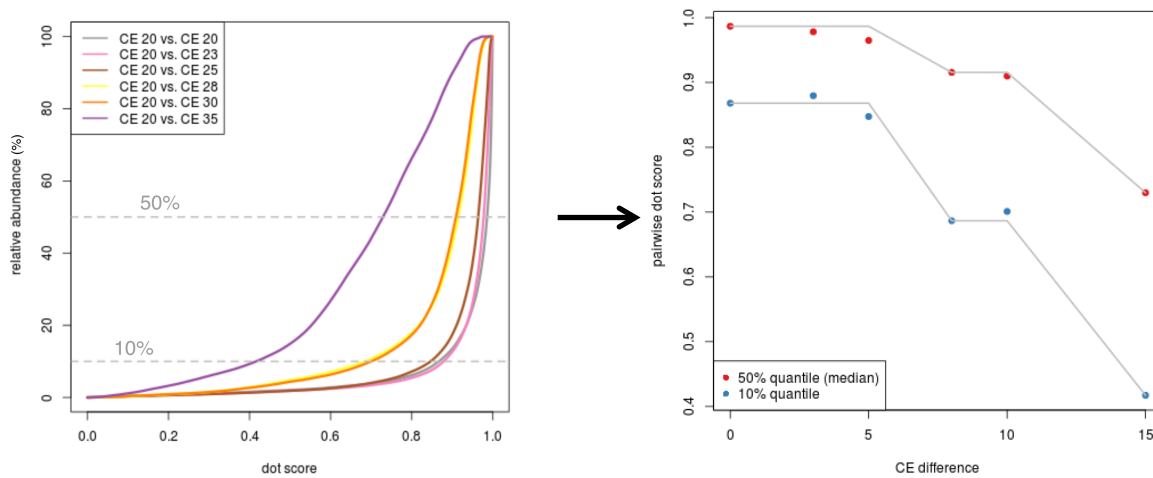 CE 20 vs. CE 20
CE 20 vs. CE 23
CE 20 vs. CE 25
CE 20 vs. CE 28
CE 20 vs. CE 30
CE 20 vs. CE 35
relative abundance (%)
100
80
60
40
20
0
50%
10%
0.0 0.2 0.4 0.6 0.8 1.0
dot score
pairwise dot score
1.0
0.9
0.8
0.7
0.6
0.5
0.4
50% quantile (median)
10% quantile
0 5 10 15
CE difference